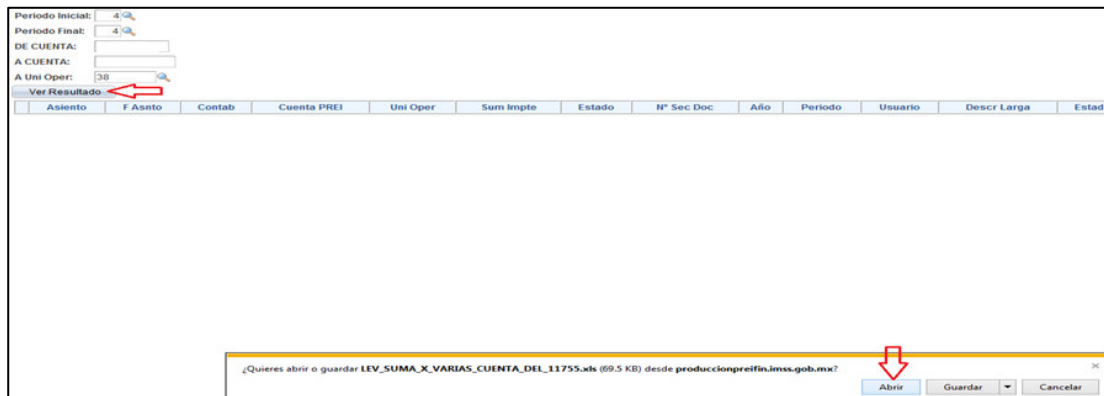 Periodo Inicial: 4
Periodo Final: 4
DE CUENTA:
A CUENTA:
A Uni Oper: 38
Ver Resultado
Asiento F Asnto Contab Cuenta PREI Uni Oper Sum Impte Estado Nº Sec Doc Año Periodo Usuario Descr Larga Estad
¿Quieres abrir o guardar LEV_SUMA_X_VARIAS_CUENTA_DEL_11755.xls (69.5 KB) desde produccionpreifin.imss.gob.mx?
Abrir Guardar Cancelar